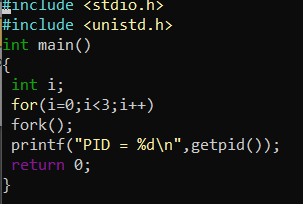 #include <stdio.h>
#include <unistd.h>
int main()
{
 int i;
 for(i=0;i<3;i++)
 fork();
 printf("PID = %d\n",getpid());
 return 0;
}